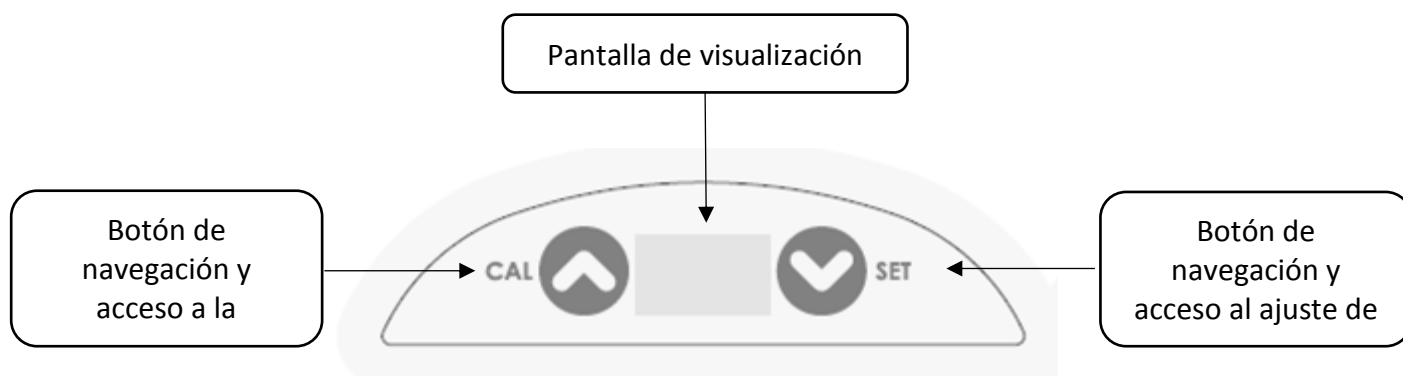 Pantalla de visualización
Botón de
navegación y
acceso a la
CAL
SET
Botón de
navegación y
acceso al ajuste de